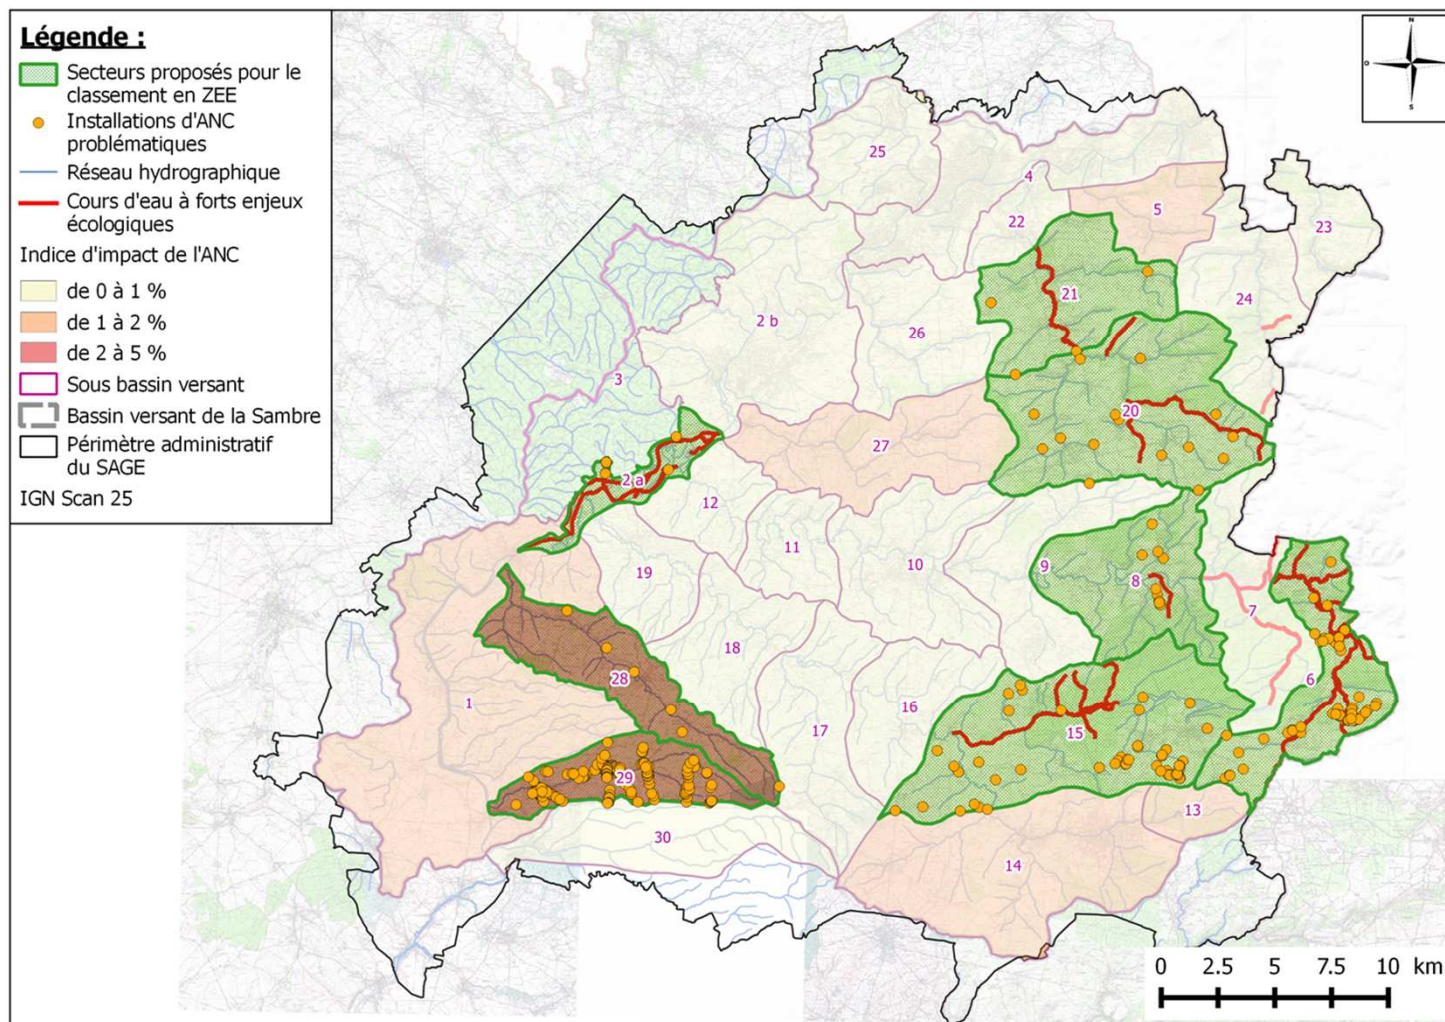 Légende :
Secteurs proposés pour le
classement en ZEE
Installations d'ANC
problématiques
Réseau hydrographique
Cours d'eau à forts enjeux
écologiques
Indice d'impact de l'ANC
de 0 à 1 %
de 1 à 2 %
de 2 à 5 %
Sous bassin versant
Bassin versant de la Sambre
Périmètre administratif
du SAGE
IGN Scan 25
N
O
E
S
25
4
22
5
23
21
24
2 b
26
3
20
27
2 a
12
11
10
9
8
7
19
18
28
6
1
16
17
15
29
13
30
14
0 2.5 5 7.5 10 km